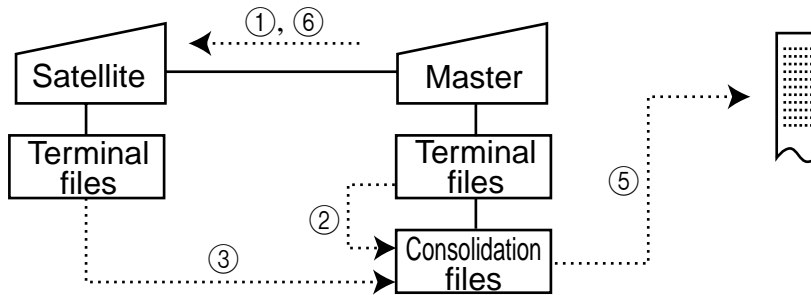 ①, ⑥
Satellite
Master
Terminal
files
Terminal
files
②
⑤
③
Consolidation
files